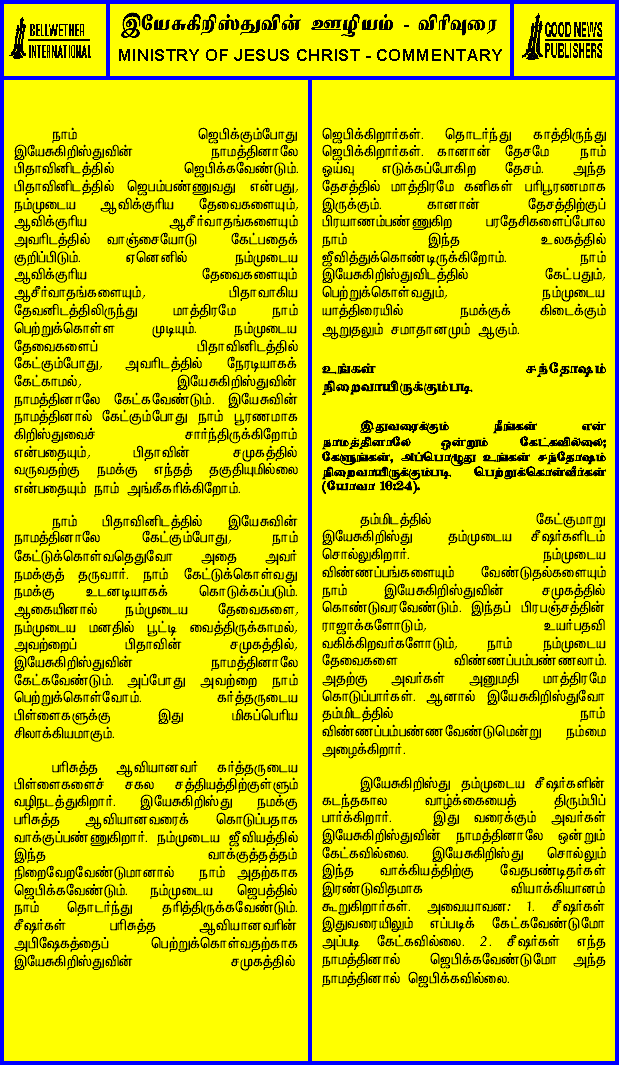 BELLWETHER
INTERNATIONAL
இயேசுகிறிஸ்துவின் ஊழியம் - விரிவுரை
MINISTRY OF JESUS CHRIST - COMMENTARY
GOOD NEWS
PUBLISHERS
நாம் ஜெபிக்கும்போது
இயேசுகிறிஸ்துவின் நாமத்தினாலே
பிதாவினிடத்தில் ஜெபிக்கவேண்டும்.
பிதாவினிடத்தில் ஜெபம்பண்ணுவது என்பது,
நம்முடைய ஆவிக்குரிய தேவைகளையும்,
ஆவிக்குரிய ஆசீர்வாதங்களையும்
அவரிடத்தில் வாஞ்சையோடு கேட்பதைக்
குறிப்பிடும். ஏனெனில் நம்முடைய
ஆவிக்குரிய தேவைகளையும்
ஆசீர்வாதங்களையும், பிதாவாகிய
தேவனிடத்திலிருந்து மாத்திரமே நாம்
பெற்றுக்கொள்ள முடியும். நம்முடைய
தேவைகளைப் பிதாவினிடத்தில்
கேட்கும்போது, அவரிடத்தில் நேரடியாகக்
கேட்காமல், இயேசுகிறிஸ்துவின்
நாமத்தினாலே கேட்கவேண்டும். இயேசுவின்
நாமத்தினால் கேட்கும்போது நாம் பூரணமாக
கிறிஸ்துவைச் சார்ந்திருக்கிறோம்
என்பதையும், பிதாவின் சமுகத்தில்
வருவதற்கு நமக்கு எந்தத் தகுதியுமில்லை
என்பதையும் நாம் அங்கீகரிக்கிறோம்.
நாம் பிதாவினிடத்தில் இயேசுவின்
நாமத்தினாலே கேட்கும்போது, நாம்
கேட்டுக்கொள்வதெதுவோ அதை அவர்
நமக்குத் தருவார். நாம் கேட்டுக்கொள்வது
நமக்கு உடனடியாகக் கொடுக்கப்படும்.
ஆகையினால் நம்முடைய தேவைகளை,
நம்முடைய மனதில் பூட்டி வைத்திருக்காமல்,
அவற்றைப் பிதாவின் சமுகத்தில்,
இயேசுகிறிஸ்துவின் நாமத்தினாலே
கேட்கவேண்டும். அப்போது அவற்றை நாம்
பெற்றுக்கொள்வோம். கர்த்தருடைய
பிள்ளைகளுக்கு இது மிகப்பெரிய
சிலாக்கியமாகும்.
பரிசுத்த ஆவியானவர் கர்த்தருடைய
பிள்ளைகளைச் சகல சத்தியத்திற்குள்ளும்
வழிநடத்துகிறார். இயேசுகிறிஸ்து நமக்கு
பரிசுத்த ஆவியானவரைக் கொடுப்பதாக
வாக்குப்பண்ணுகிறார். நம்முடைய ஜீவியத்தில்
இந்த வாக்குத்தத்தம்
நிறைவேறவேண்டுமானால் நாம் அதற்காக
ஜெபிக்கவேண்டும். நம்முடைய ஜெபத்தில்
நாம் தொடர்ந்து தரித்திருக்கவேண்டும்.
சீஷர்கள் பரிசுத்த ஆவியானவரின்
அபிஷேகத்தைப் பெற்றுக்கொள்வதற்காக
இயேசுகிறிஸ்துவின் சமுகத்தில்
ஜெபிக்கிறார்கள். தொடர்ந்து காத்திருந்து
ஜெபிக்கிறார்கள். கானான் தேசமே நாம்
ஓய்வு எடுக்கப்போகிற தேசம். அந்த
தேசத்தில் மாத்திரமே கனிகள் பரிபூரணமாக
இருக்கும். கானான் தேசத்திற்குப்
பிரயாணம்பண்ணுகிற பரதேசிகளைப்போல
நாம் இந்த உலகத்தில்
ஜீவித்துக்கொண்டிருக்கிறோம். நாம்
இயேசுகிறிஸ்துவிடத்தில் கேட்பதும்,
பெற்றுக்கொள்வதும், நம்முடைய
யாத்திரையில் நமக்குக் கிடைக்கும்
ஆறுதலும் சமாதானமும் ஆகும்.
உங்கள் சந்தோஷம்
நிறைவாயிருக்கும்படி
இதுவரைக்கும் நீங்கள் என்
நாமத்தினாலே ஒன்றும் கேட்கவில்லை;
கேளுங்கள், அப்பொழுது உங்கள் சந்தோஷம்
நிறைவாயிருக்கும்படி பெற்றுக்கொள்வீர்கள்
(யோவா 16:24).
தம்மிடத்தில் கேட்குமாறு
இயேசுகிறிஸ்து தம்முடைய சீஷர்களிடம்
சொல்லுகிறார். நம்முடைய
விண்ணப்பங்களையும் வேண்டுதல்களையும்
நாம் இயேசுகிறிஸ்துவின் சமுகத்தில்
கொண்டுவரவேண்டும். இந்தப் பிரபஞ்சத்தின்
ராஜாக்களோடும், உயர்பதவி
வகிக்கிறவர்களோடும், நாம் நம்முடைய
தேவைகளை விண்ணப்பம்பண்ணலாம்.
அதற்கு அவர்கள் அனுமதி மாத்திரமே
கொடுப்பார்கள். ஆனால் இயேசுகிறிஸ்துவோ
தம்மிடத்தில் நாம்
விண்ணப்பம்பண்ணவேண்டுமென்று நம்மை
அழைக்கிறார்.
இயேசுகிறிஸ்து தம்முடைய சீஷர்களின்
கடந்தகால வாழ்க்கையைத் திரும்பிப்
பார்க்கிறார். இது வரைக்கும் அவர்கள்
இயேசுகிறிஸ்துவின் நாமத்தினாலே ஒன்றும்
கேட்கவில்லை. இயேசுகிறிஸ்து சொல்லும்
இந்த வாக்கியத்திற்கு வேதபண்டிதர்கள்
இரண்டுவிதமாக வியாக்கியானம்
கூறுகிறார்கள். அவையாவன: 1. சீஷர்கள்
இதுவரையிலும் எப்படிக் கேட்கவேண்டுமோ
அப்படி கேட்கவில்லை. 2. சீஷர்கள் எந்த
நாமத்தினால் ஜெபிக்கவேண்டுமோ அந்த
நாமத்தினால் ஜெபிக்கவில்லை.